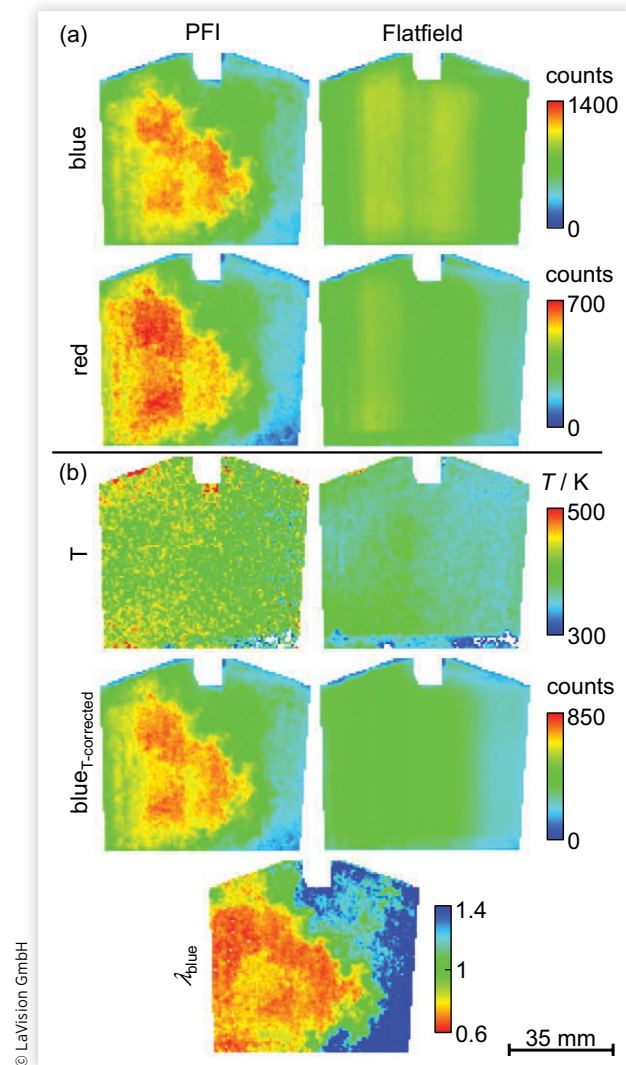 (a)
PFI
Flatfield
blue
counts
1400
0
red
counts
700
0
(b)
T
T / K
500
300
blueT-corrected
counts
850
0
λblue
1.4
1
0.6
35 mm
© LaVision GmbH